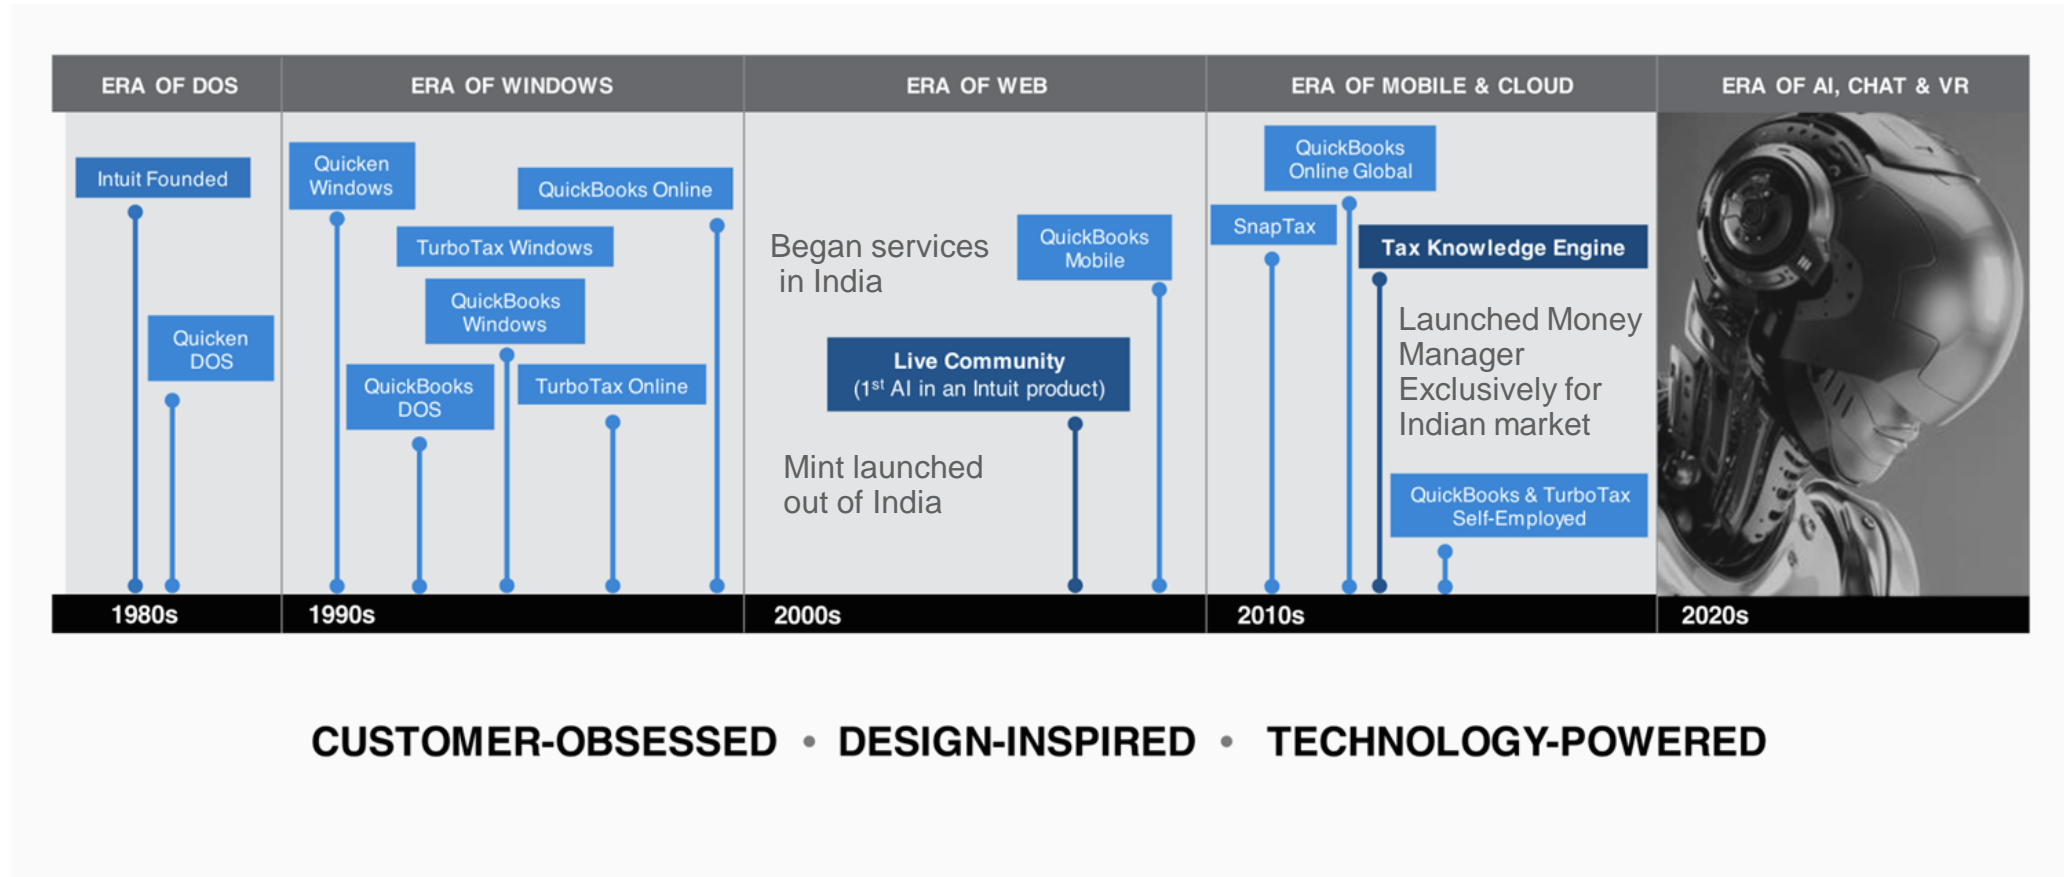 ERA OF DOS
ERA OF WINDOWS
ERA OF WEB
ERA OF MOBILE & CLOUD
ERA OF AI, CHAT & VR
Intuit Founded
Quicken
DOS
Quicken
Windows
QuickBooks Online
TurboTax Windows
QuickBooks
Windows
QuickBooks
DOS
TurboTax Online
Began services
in India
QuickBooks
Mobile
Live Community
(1st AI in an Intuit product)
Mint launched
out of India
QuickBooks
Online Global
SnapTax
Tax Knowledge Engine
Launched Money
Manager
Exclusively for
Indian market
QuickBooks & TurboTax
Self-Employed
1980s
1990s
2000s
2010s
2020s
CUSTOMER-OBSESSED • DESIGN-INSPIRED • TECHNOLOGY-POWERED